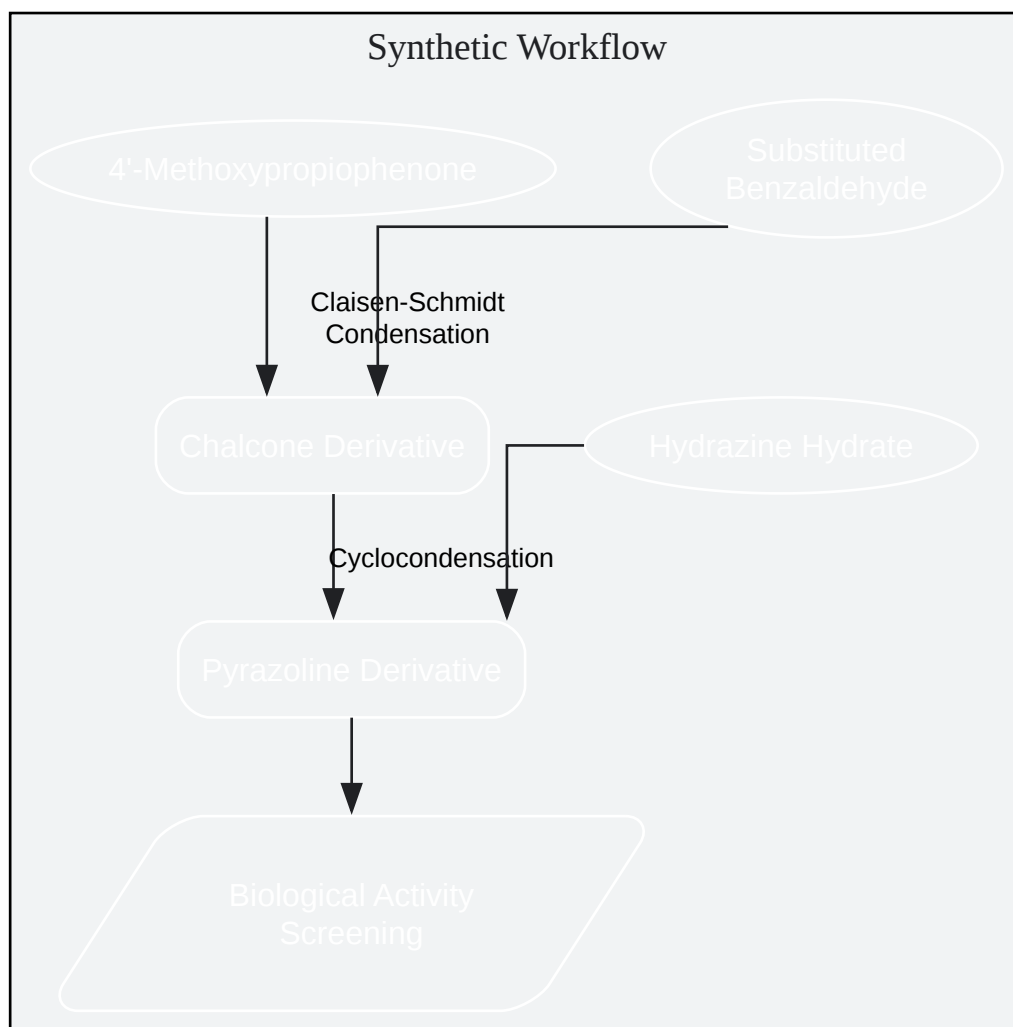 Synthetic Workflow
4'-Methoxypropiophenone
Substituted
Benzaldehyde
Claisen-Schmidt
Condensation
Chalcone Derivative
Hydrazine Hydrate
Cyclocondensation
Pyrazoline Derivative
Biological Activity
Screening